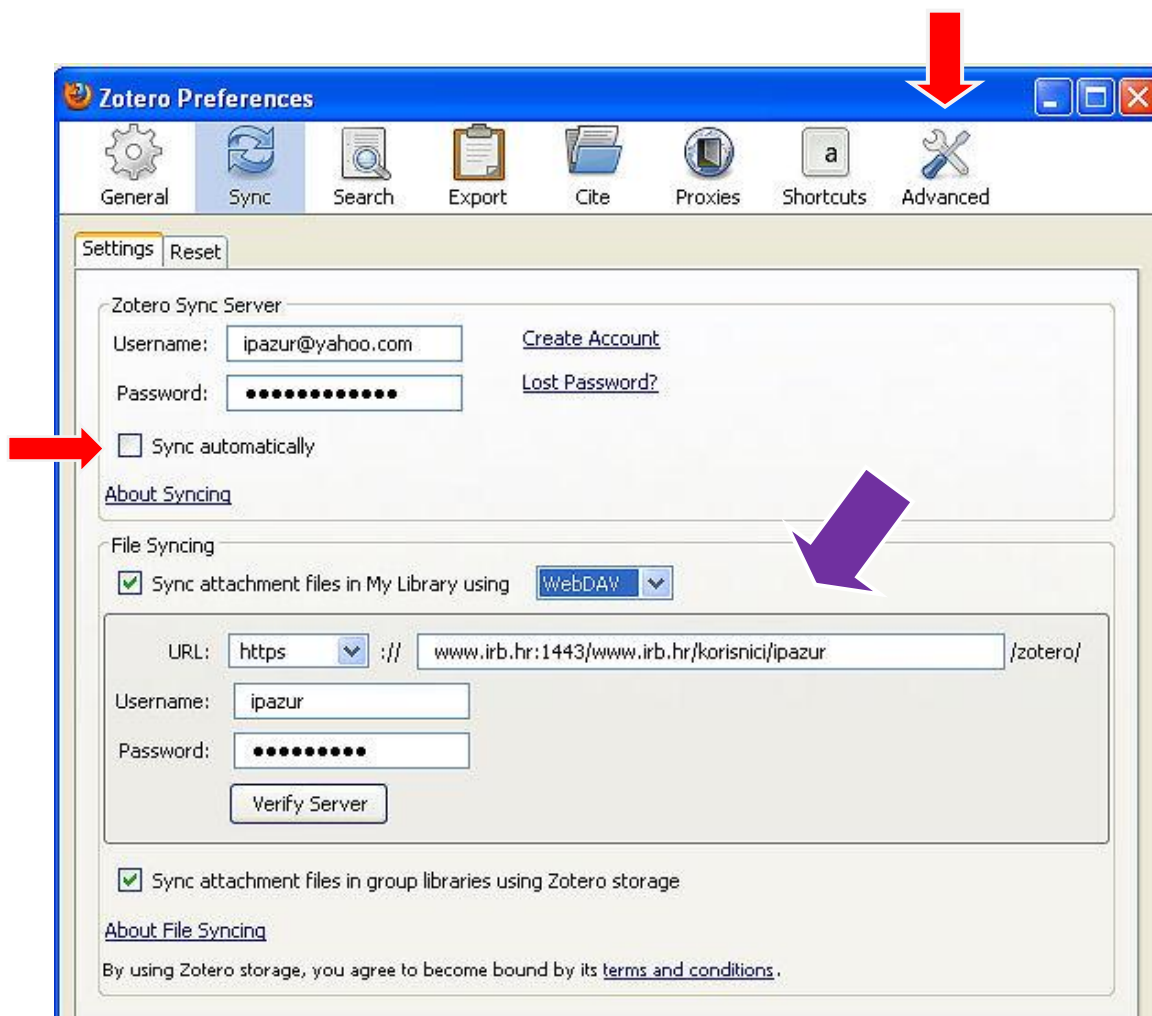 Zotero Preferences
General Sync Search Export Cite Proxies a Shortcuts Advanced
Settings Reset
Zotero Sync Server
Username: ipazur@yahoo.com Create Account
Password: ●●●●●●●●●●●● Lost Password?
Sync automatically
About Syncing
File Syncing
Sync attachment files in My Library using WebDAV
URL: https :// www.irb.hr:1443/www.irb.hr/korisnici/ipazur /zotero/
Username: ipazur
Password: ●●●●●●●●●
Verify Server
Sync attachment files in group libraries using Zotero storage
About File Syncing
By using Zotero storage, you agree to become bound by its terms and conditions.